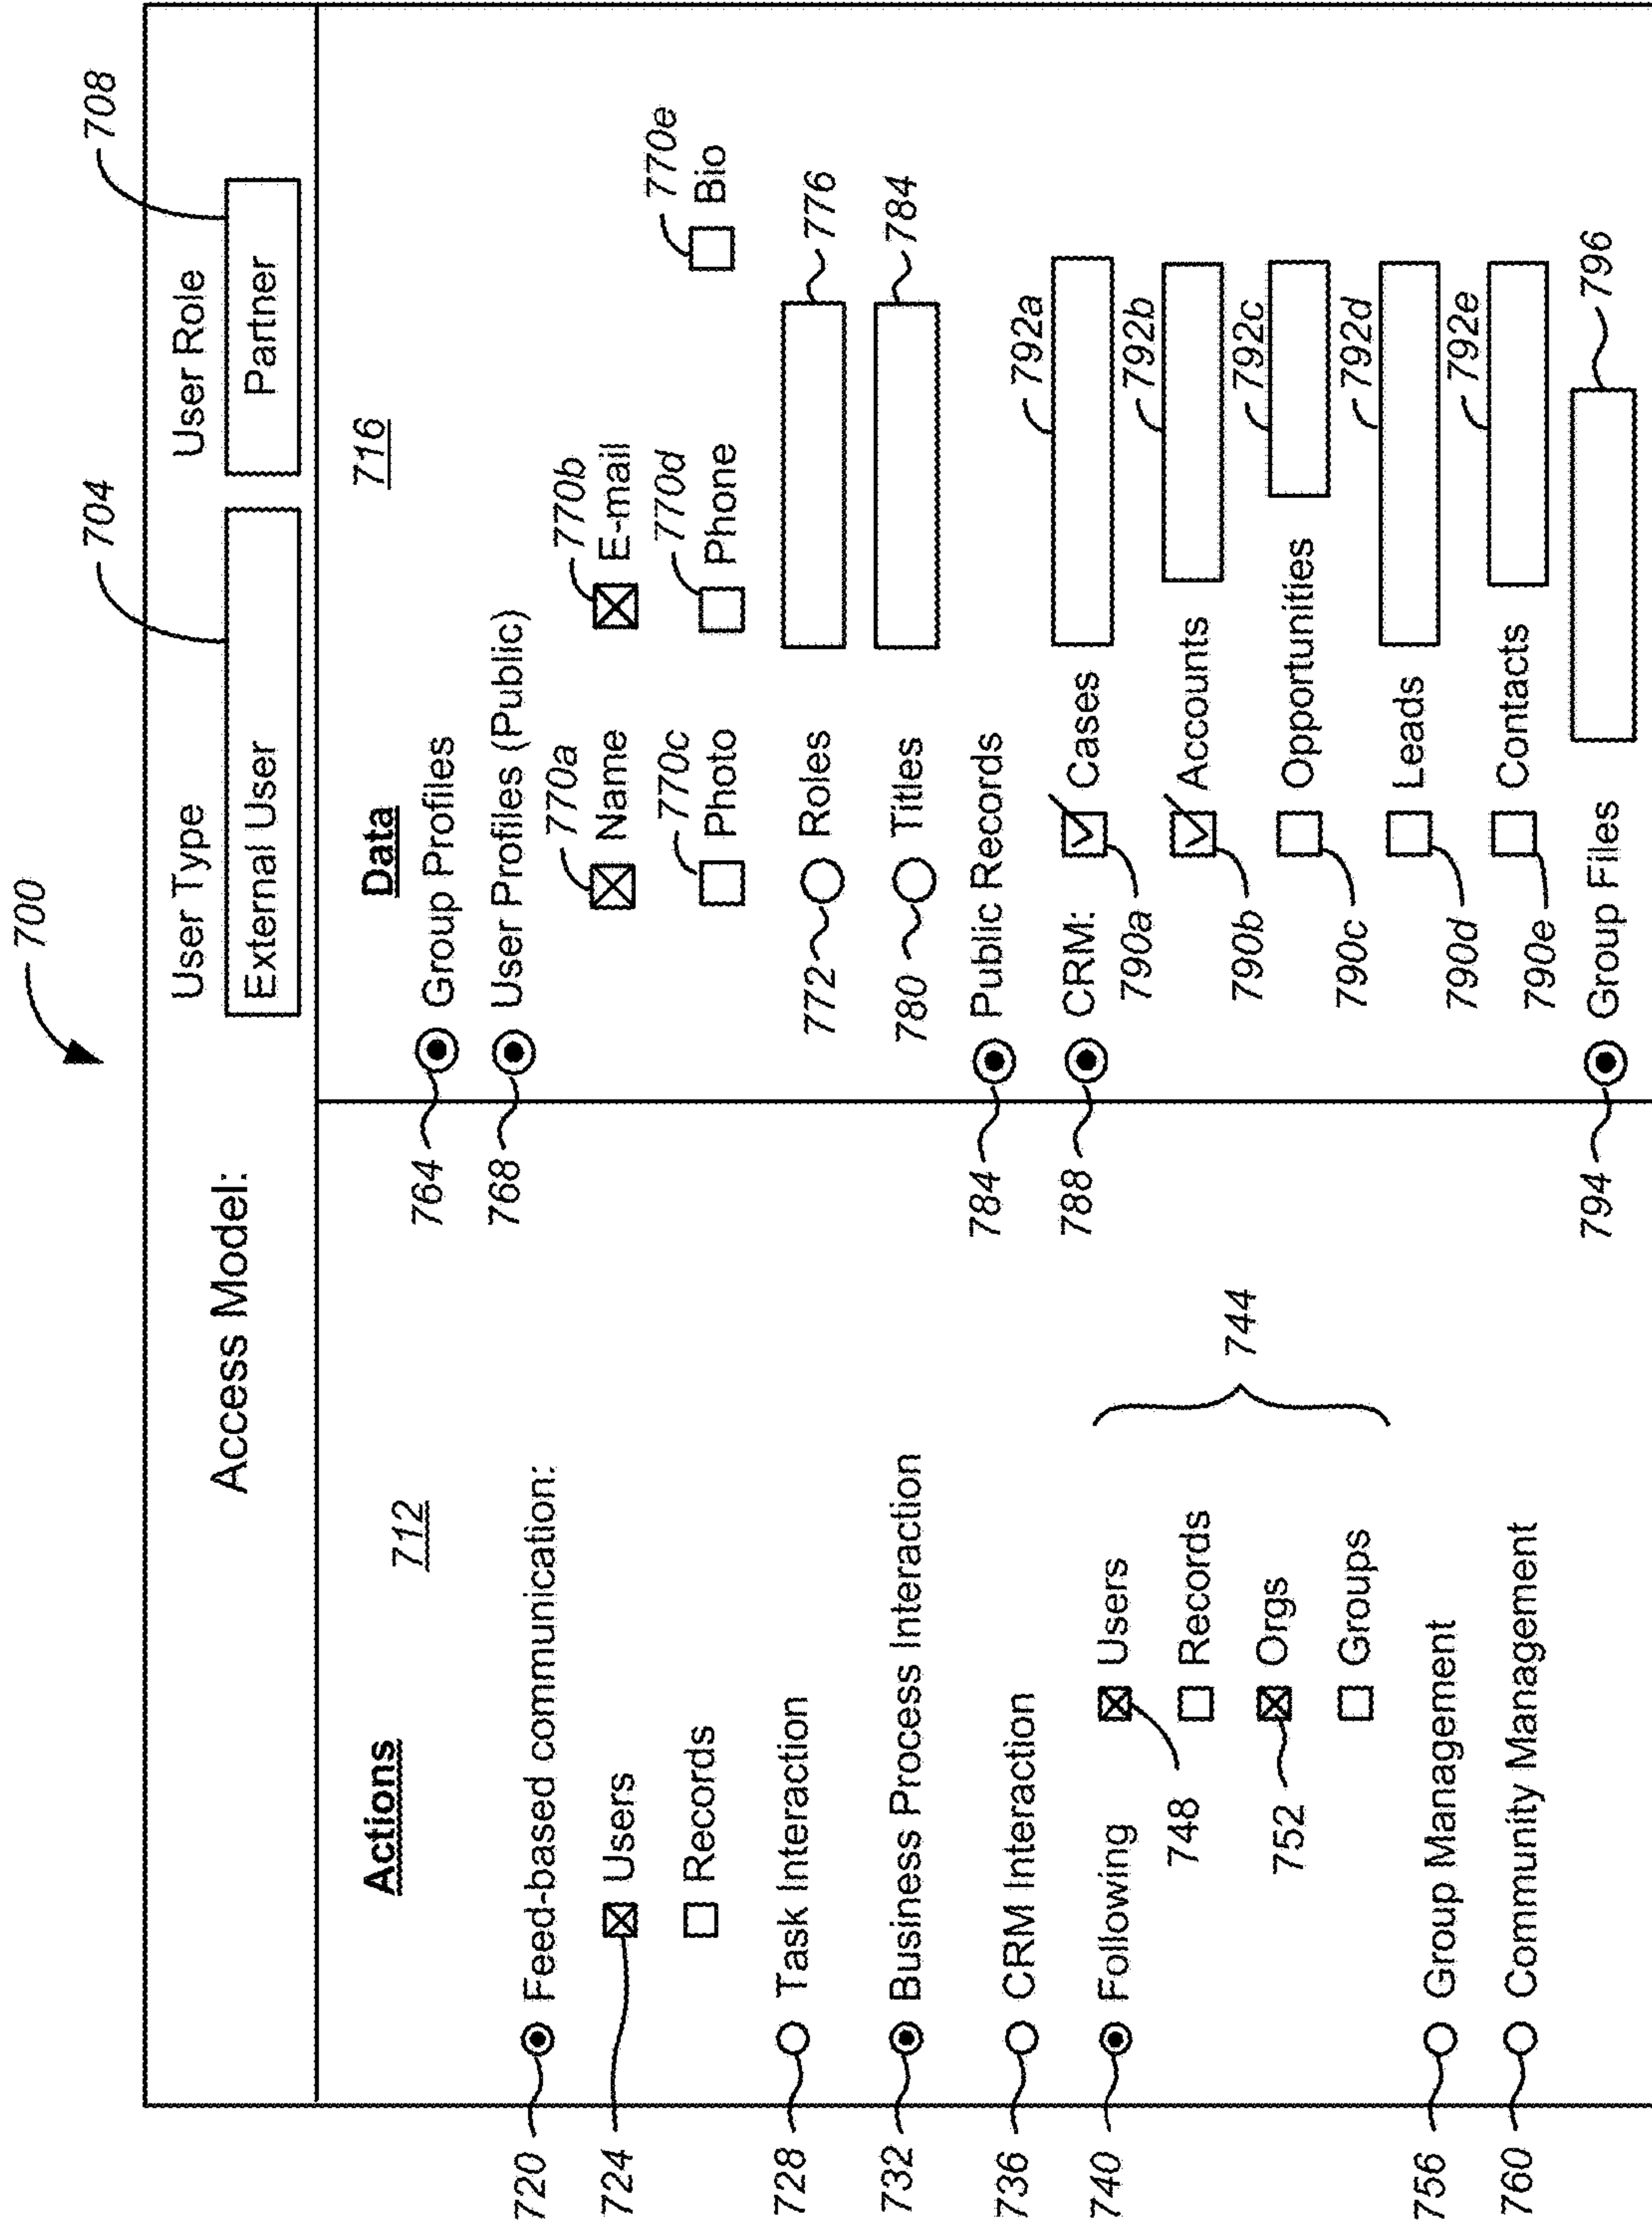 700
704
708
Access Model:
User Type
User Role
External User
Partner
712
Actions
720
Feed-based communication:
724
Users
Records
728
Task Interaction
732
Business Process Interaction
736
CRM Interaction
740
Following
Users
748
Records
Orgs
752
Groups
744
756
Group Management
760
Community Management
716
Data
764
Group Profiles
768
User Profiles (Public)
770a
Name
770b
E-mail
770c
Photo
770d
Phone
770e
Bio
772
Roles
776
780
Titles
784
784
Public Records
788
CRM:
790a
Cases
792a
790b
Accounts
792b
790c
Opportunities
792c
790d
Leads
792d
790e
Contacts
792e
794
Group Files
796